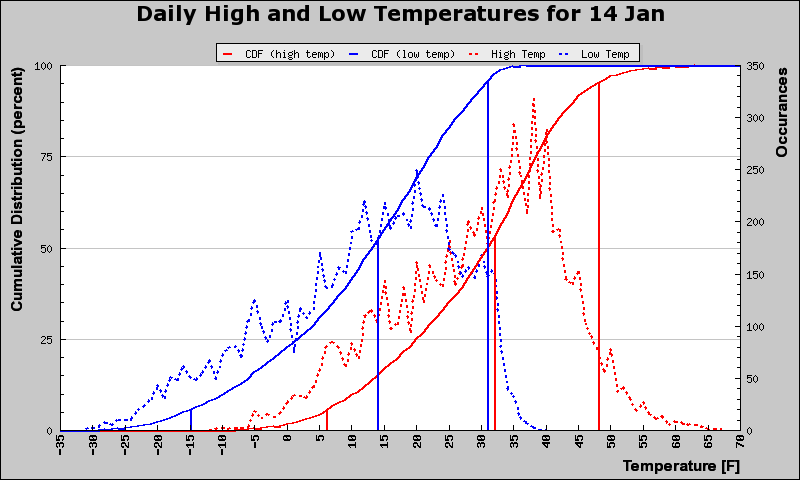 Daily High and Low Temperatures for 14 Jan
CDF (high temp) CDF (low temp) High Temp Low Temp
Cumulative Distribution (percent)
100
75
50
25
0
350
300
250
200
150
100
50
0
Occurances
-35 -30 -25 -20 -15 -10 -5 0 5 10 15 20 25 30 35 40 45 50 55 60 65 70
Temperature [F]